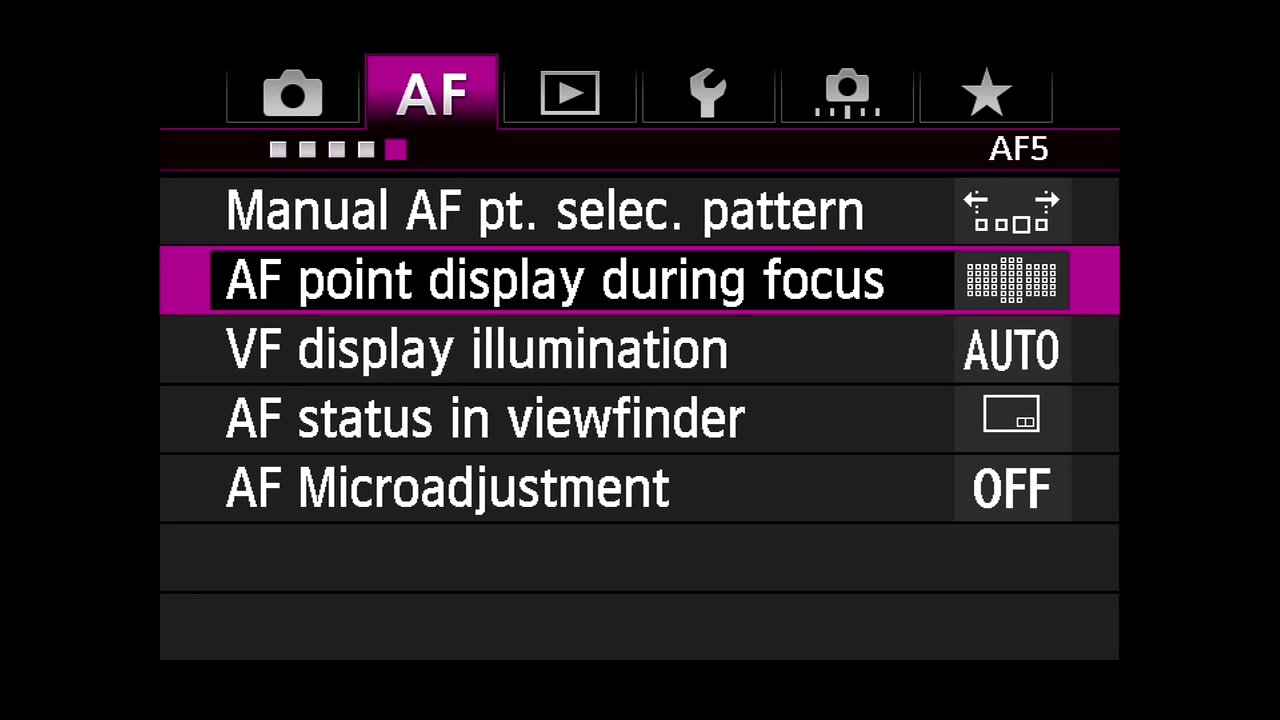 AF
AF5
Manual AF pt. selec. pattern
AF point display during focus
VF display illumination AUTO
AF status in viewfinder
AF Microadjustment OFF